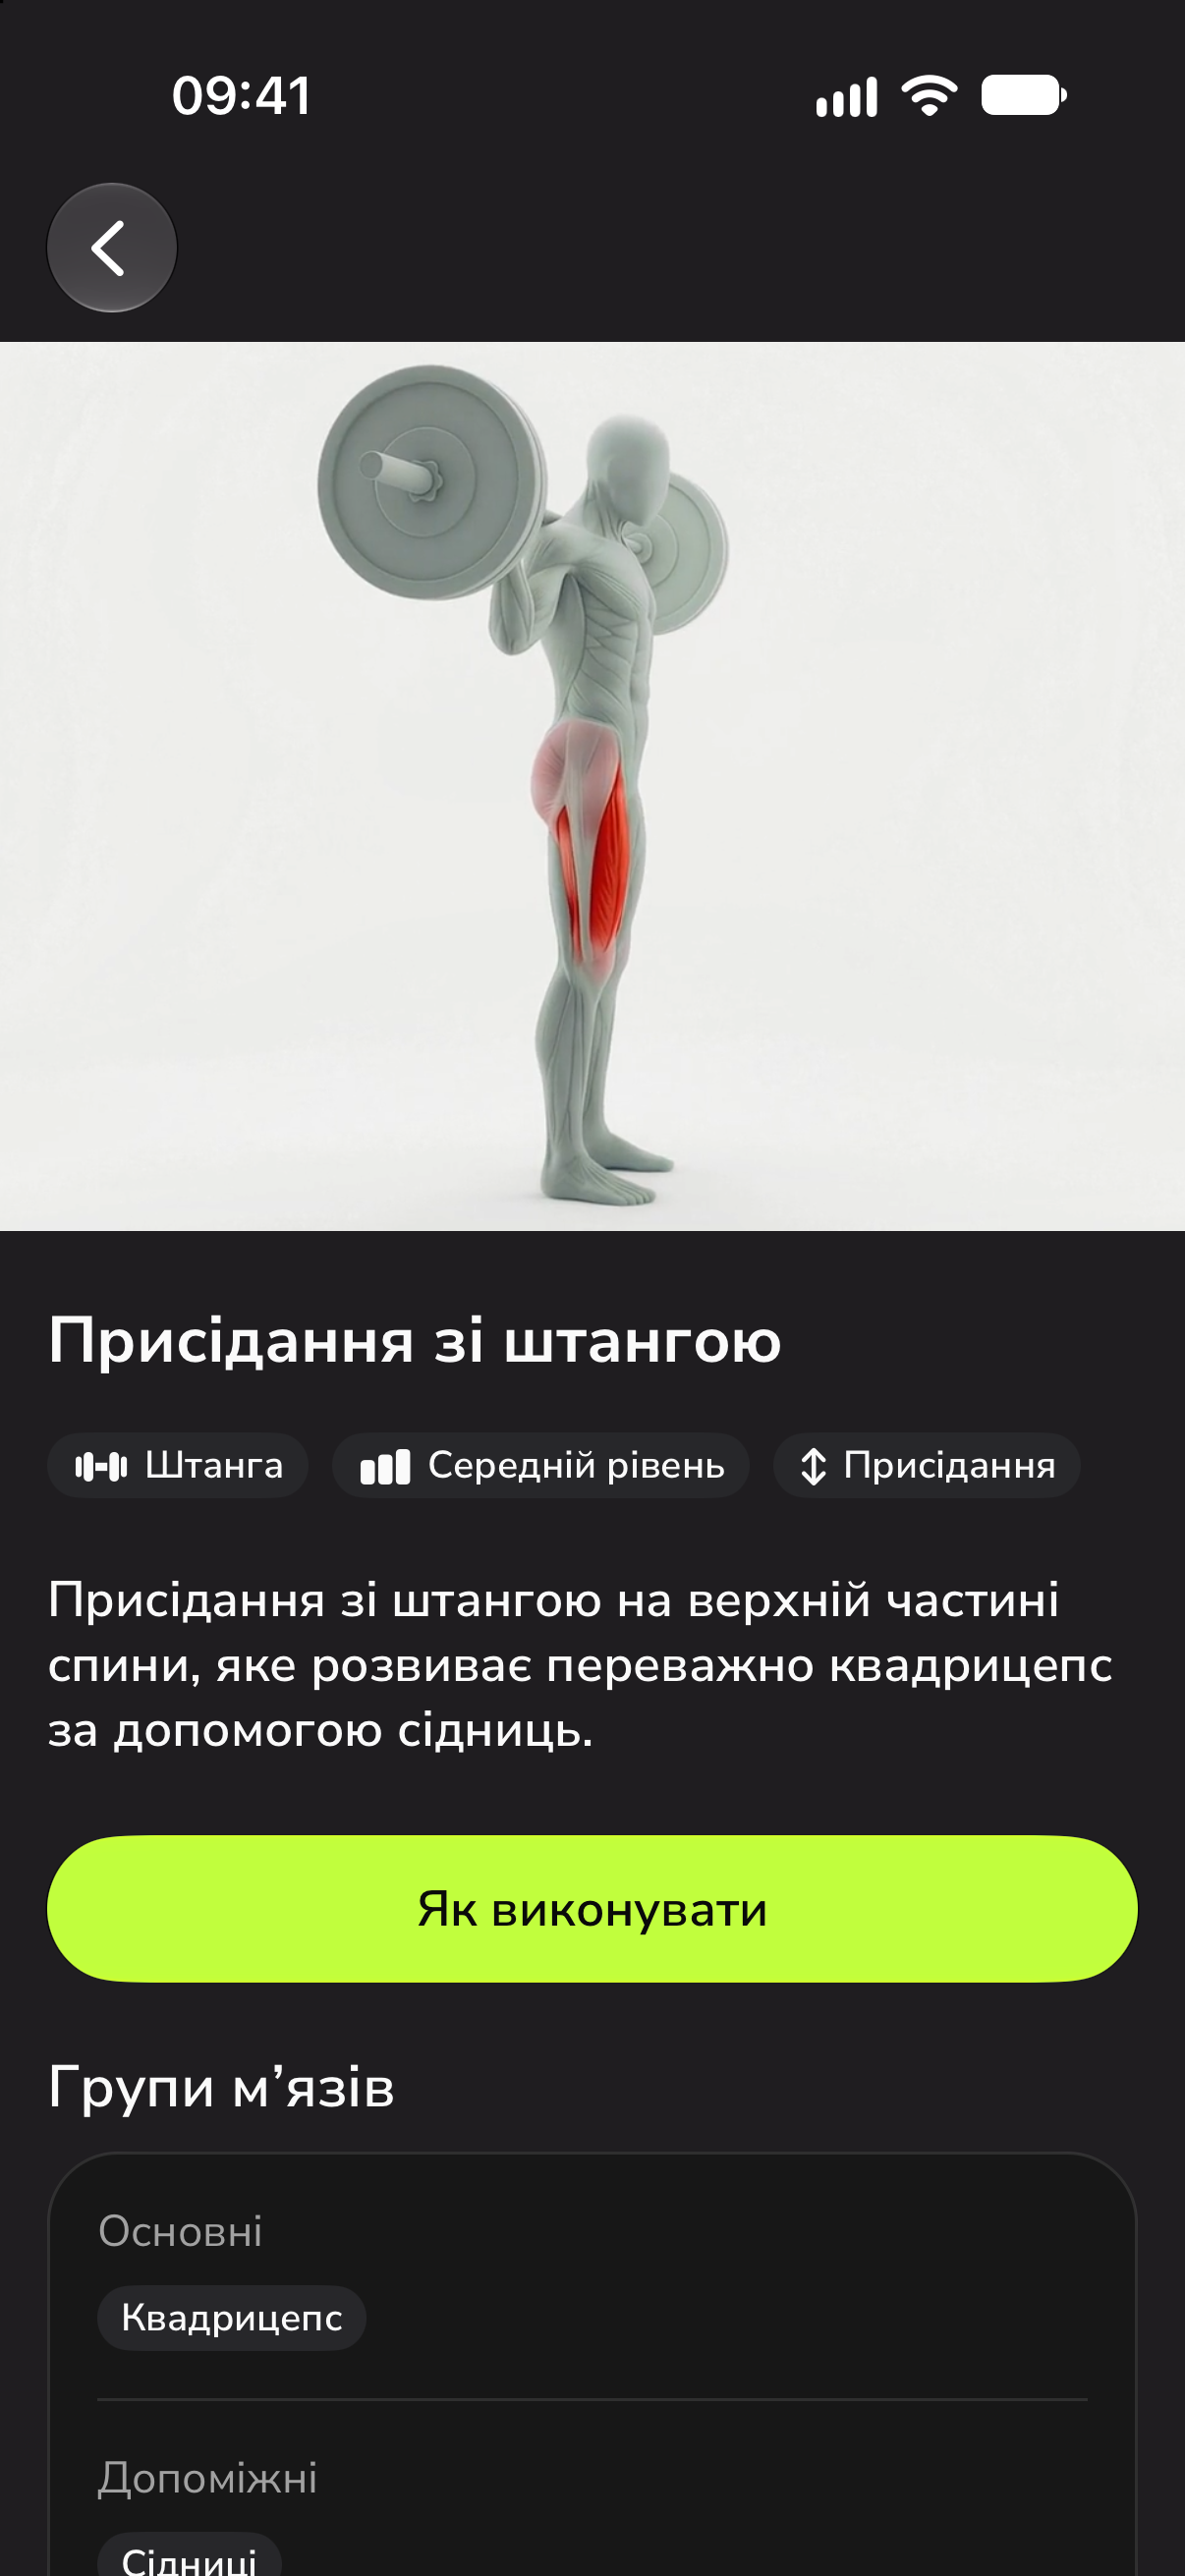 09:41
Присідання зі штангою
Штанга
Середній рівень
Присідання
Присідання зі штангою на верхній частині
спини, яке розвиває переважно квадрицепс
за допомогою сідниць.
Як виконувати
Групи м’язів
Основні
Квадрицепс
Допоміжні
Сідниці